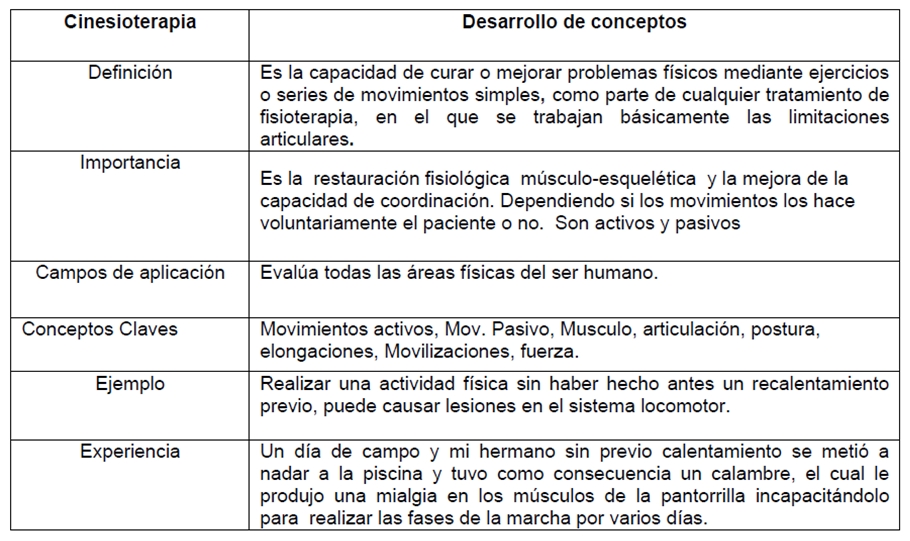 Cinesioterapia
Desarrollo de conceptos
Definición
Es la capacidad de curar o mejorar problemas físicos mediante ejercicios
o series de movimientos simples, como parte de cualquier tratamiento de
fisioterapia, en el que se trabajan básicamente las limitaciones
articulares.
Importancia
Es la restauración fisiológica músculo-esquelética y la mejora de la
capacidad de coordinación. Dependiendo si los movimientos los hace
voluntariamente el paciente o no. Son activos y pasivos
Campos de aplicación
Evalúa todas las áreas físicas del ser humano.
Conceptos Claves
Movimientos activos, Mov. Pasivo, Musculo, articulación, postura,
elongaciones, Movilizaciones, fuerza.
Ejemplo
Realizar una actividad física sin haber hecho antes un recalentamiento
previo, puede causar lesiones en el sistema locomotor.
Experiencia
Un día de campo y mi hermano sin previo calentamiento se metió a
nadar a la piscina y tuvo como consecuencia un calambre, el cual le
produjo una mialgia en los músculos de la pantorrilla incapacitándolo
para realizar las fases de la marcha por varios días.